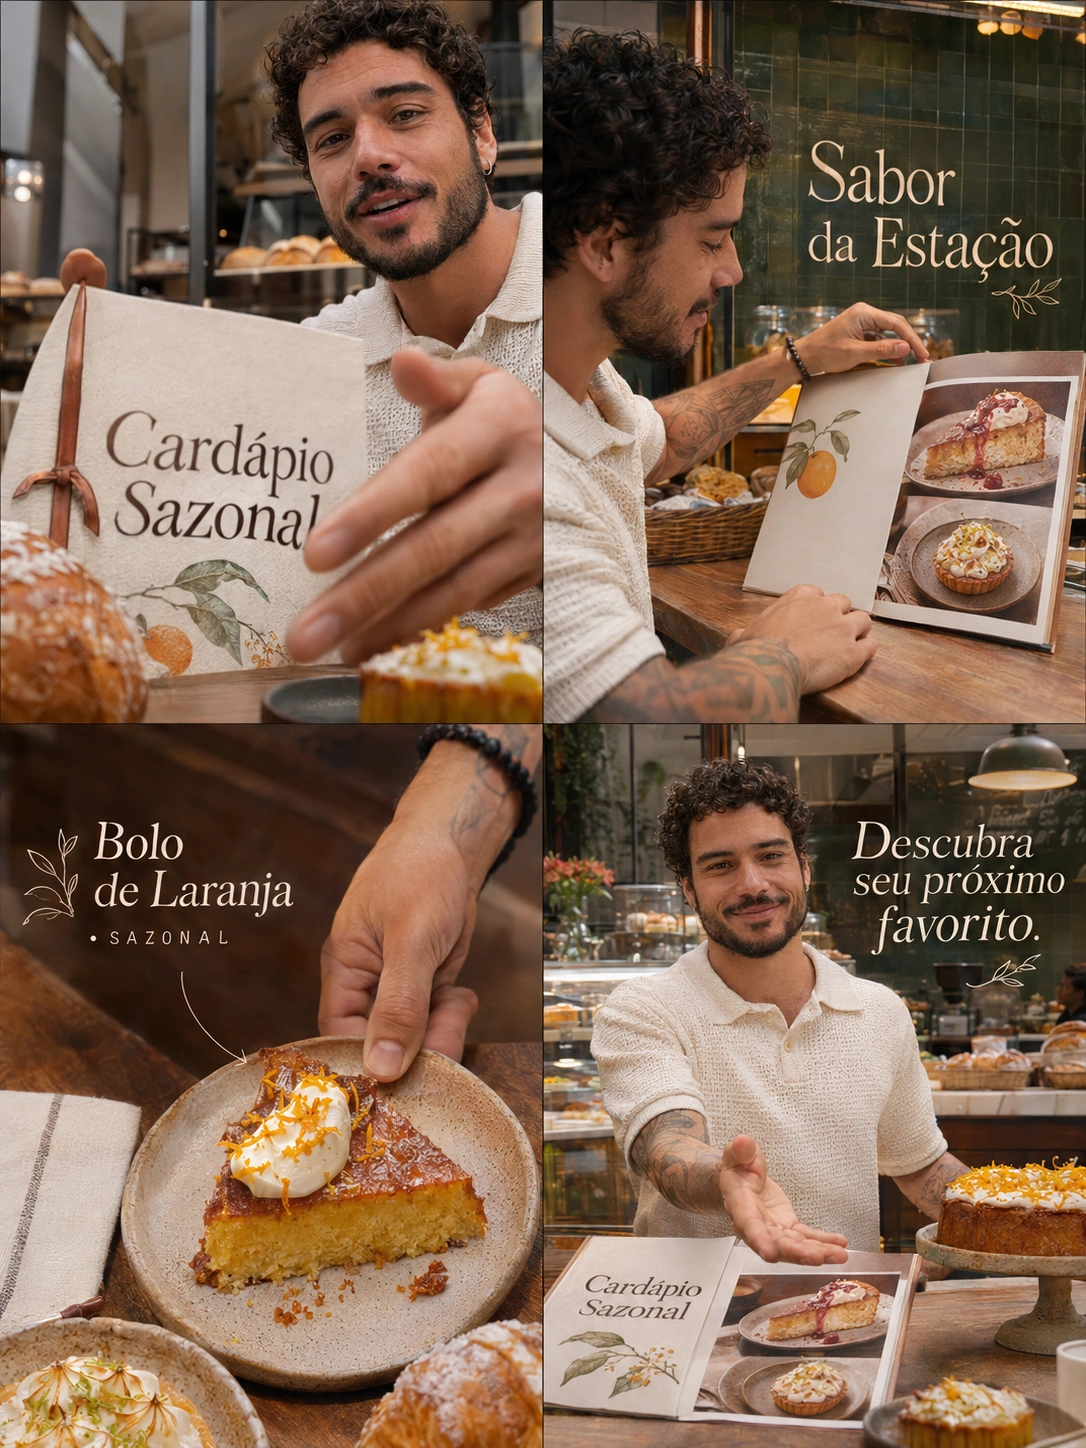 Cardápio
Sazonal
Sabor
da Estação
Bolo
de Laranja
• SAZONAL
Descubra
seu próximo
favorito.
Cardápio
Sazonal